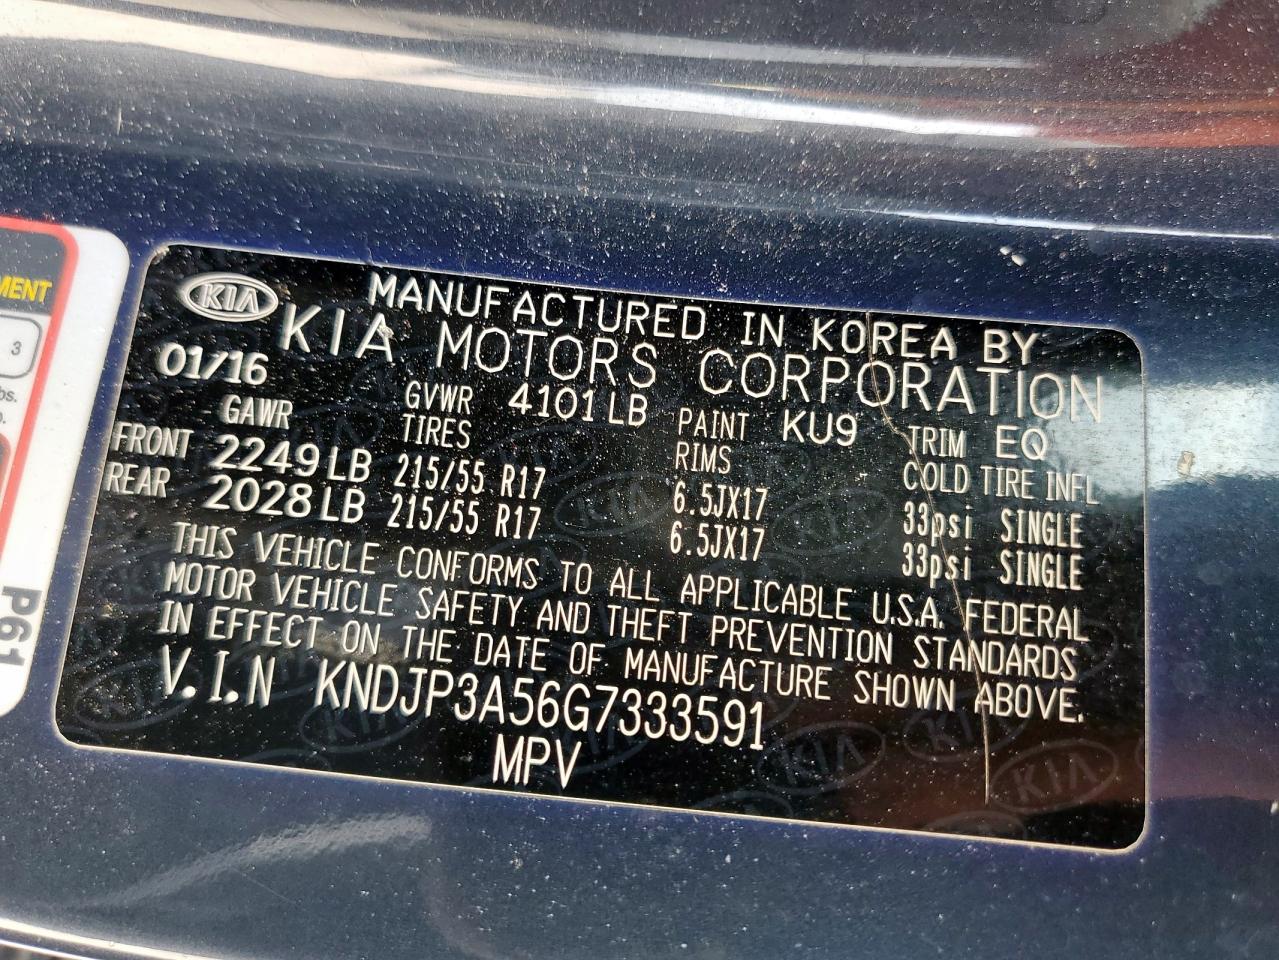 MENT
3
bs.
P61
KIA
MANUFACTURED IN KOREA BY
KIA MOTORS CORPORATION
01/16 GVWR 4101 LB PAINT KU9 TRIM EQ
GAWR TIRES RIMS COLD TIRE INFL
FRONT 2249 LB 215/55 R17 6.5JX17 33psi SINGLE
REAR 2028 LB 215/55 R17 6.5JX17 33psi SINGLE
THIS VEHICLE CONFORMS TO ALL APPLICABLE U.S.A. FEDERAL
MOTOR VEHICLE SAFETY AND THEFT PREVENTION STANDARDS
IN EFFECT ON THE DATE OF MANUFACTURE SHOWN ABOVE.
V.I.N KNDJP3A56G7333591
MPV